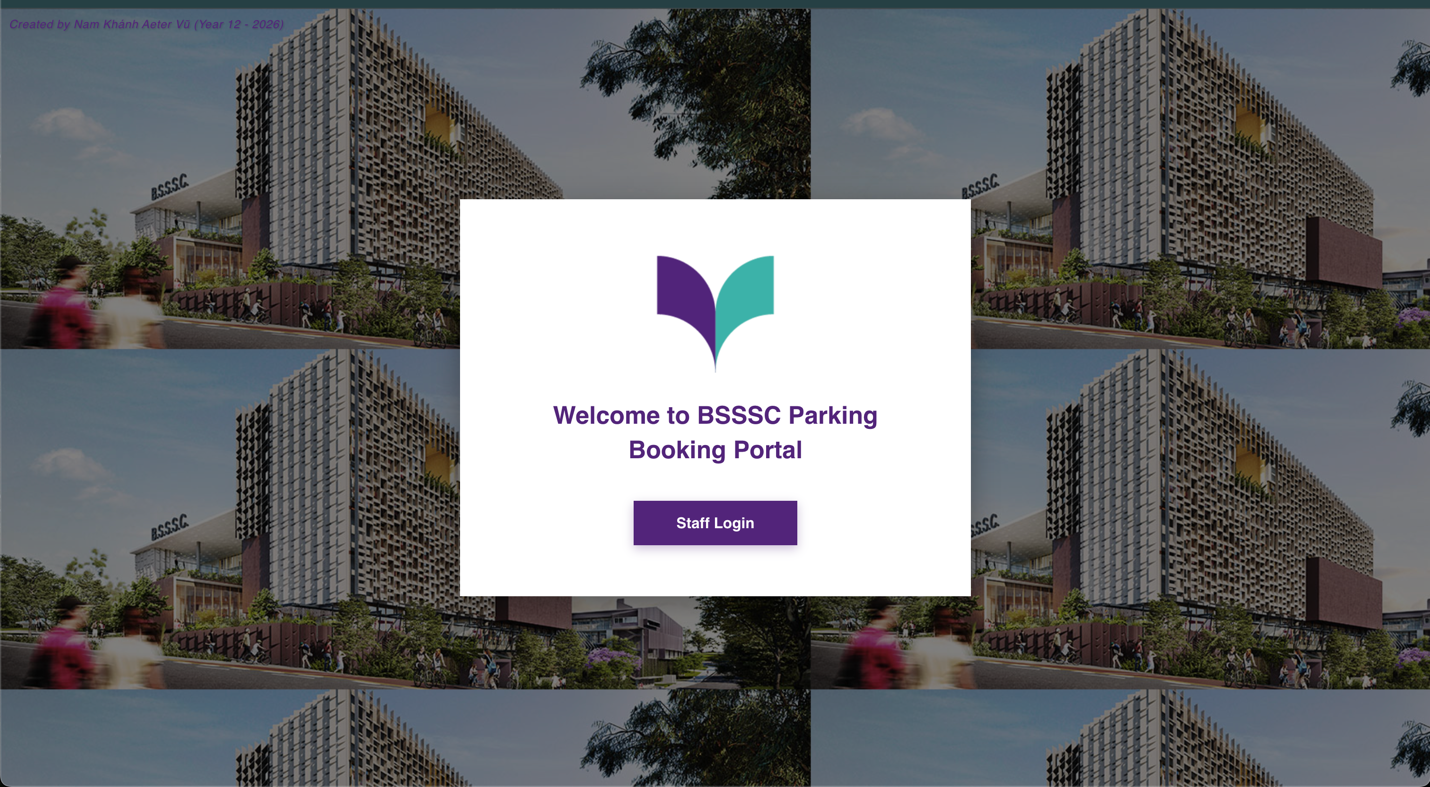 Created by Nam Khánh Aeter Vũ (Year 12 - 2026)
BSSSC
BSSSC
Welcome to BSSSC Parking
Booking Portal
Staff Login
BSSSC
BSSSC